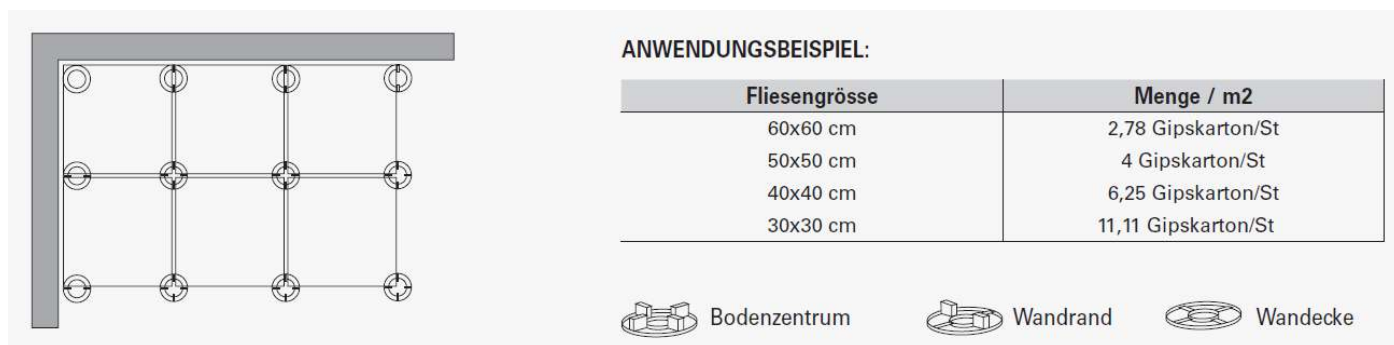 ANWENDUNGSBEISPIEL:
Fliesengrösse Menge / m2
60x60 cm 2,78 Gipskarton/St
50x50 cm 4 Gipskarton/St
40x40 cm 6,25 Gipskarton/St
30x30 cm 11,11 Gipskarton/St
Bodenzentrum Wandrand Wandecke